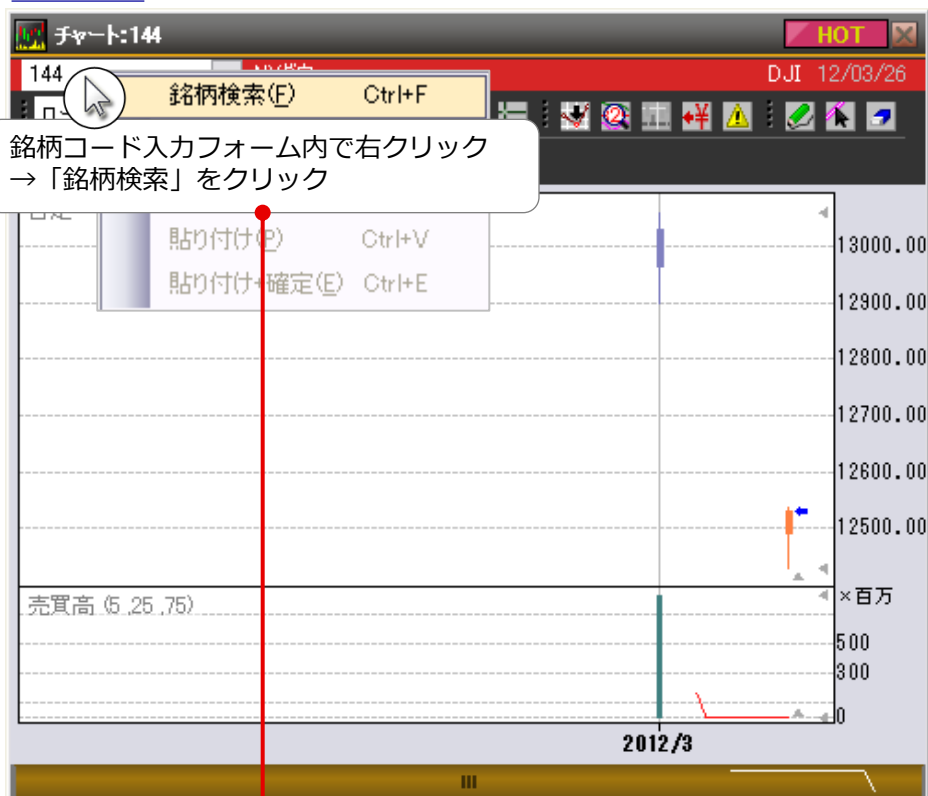 チャート:144
HOT
144
DJI 12/03/26
銘柄検索(F) Ctrl+F
銘柄コード入力フォーム内で右クリック
→「銘柄検索」をクリック
貼り付け(P) Ctrl+V
貼り付け+確定(E) Ctrl+E
13000.00
12900.00
12800.00
12700.00
12600.00
12500.00
売買高 (5 ,25 ,75)
×百万
500
300
0
2012/3